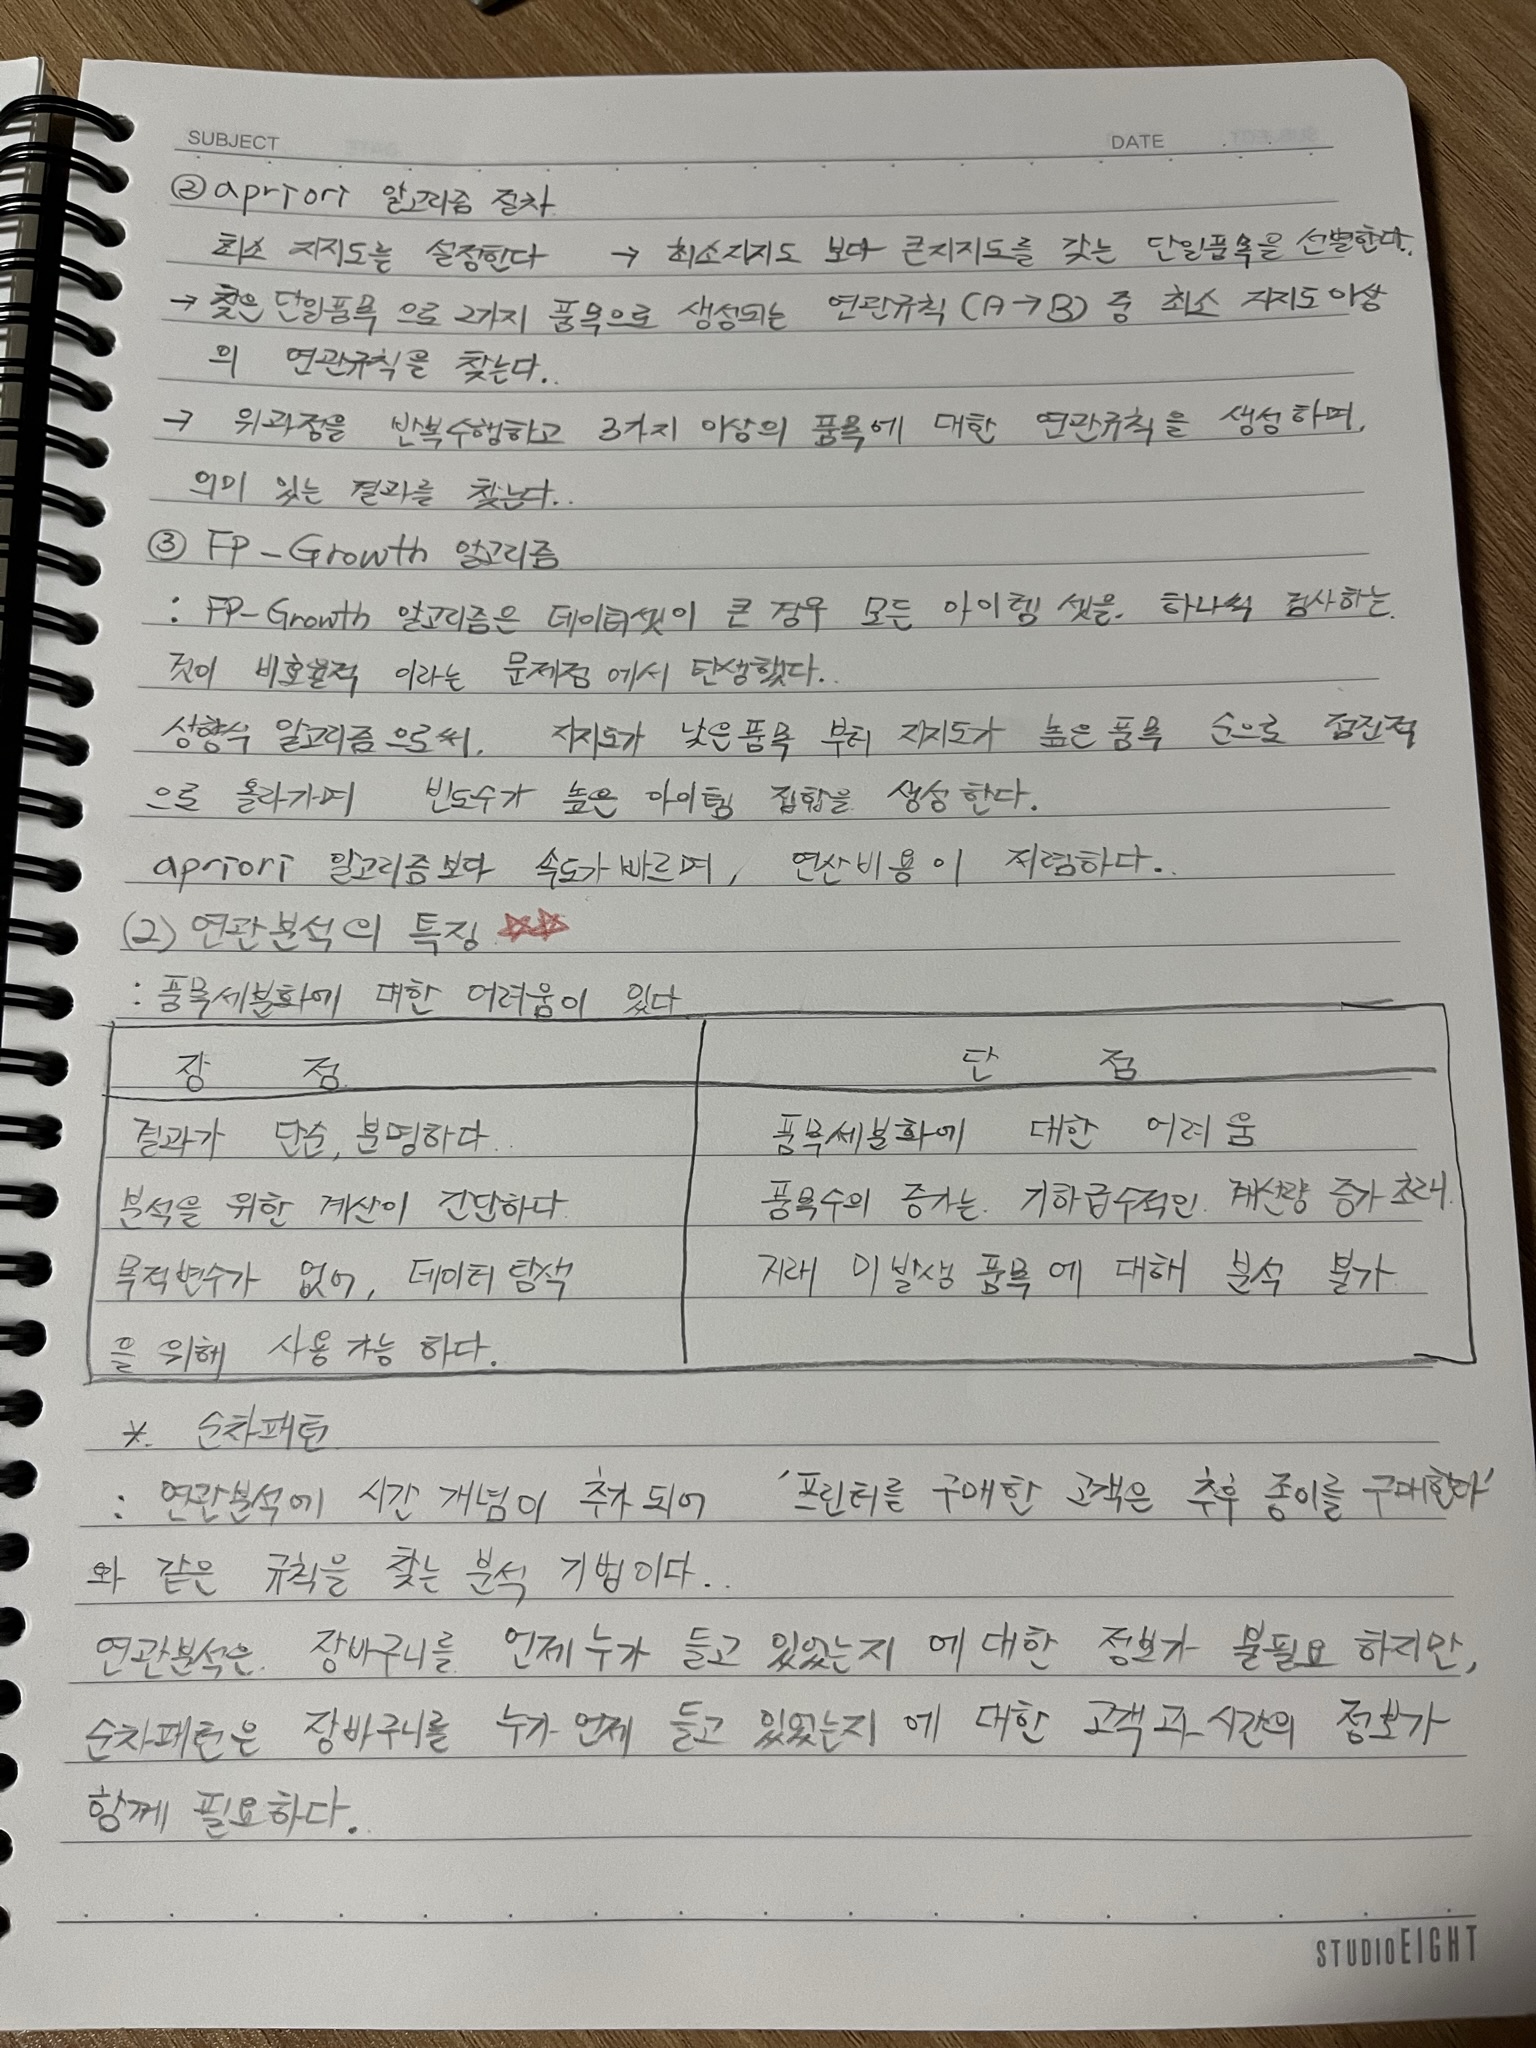 SUBJECT DATE
② apriori 알고리즘 절차
최소 지지도를 설정한다 → 최소지지도 보다 큰지지도를 갖는 단일품목을 선별한다.
→ 찾은 단일품목 으로 2가지 품목으로 생성되는 연관규칙(A→B) 중 최소 지지도이상
의 연관규칙을 찾는다..
→ 위과정을 반복수행하고 3가지 이상의 품목에 대한 연관규칙을 생성하며,
의미 있는 결과를 찾는다..
③ FP-Growth 알고리즘
: FP-Growth 알고리즘은 데이터셋이 큰 경우 모든 아이템 셋을. 하나씩 검사하는
것이 비효율적 이라는 문제점에서 탄생했다..
상향식 알고리즘으로써, 지지도가 낮은품목 부터 지지도가 높은품목 순으로 점진적
으로 올라가며 빈도수가 높은 아이템 집합을 생성한다.
apriori 알고리즘보다 속도가빠르며, 연산비용이 저렴하다..
(2) 연관분석의 특징 ☆☆
: 품목세분화에 대한 어려움이 있다
장 점 단 점
결과가 단순, 분명하다.. 품목세분화에 대한 어려움
분석을 위한 계산이 간단하다. 품목수의 증가는 기하급수적인 계산량 증가 초래.
목적변수가 없어, 데이터 탐색 거래 미발생 품목에 대해 분석 불가
을 위해 사용가능 하다.
*. 순차패턴
: 연관분석에 시간 개념이 추가되어 '프린터를 구매한 고객은 추후 종이를 구매한다'
와 같은 규칙을 찾는 분석 기법이다..
연관분석은 장바구니를 언제누가 들고 있었는지 에 대한 정보가 불필요 하지만,
순차패턴은 장바구니를 누가 언제 들고 있었는지 에 대한 고객과 시간의 정보가
함께 필요하다.
STUDIOEIGHT